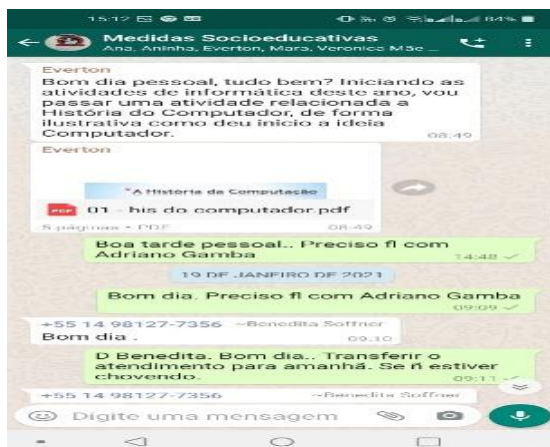 15:12 84%
Medidas Socioeducativas
Ana, Aninha, Everton, Mara, Veronica Mãe ...
Everton
Bom dia pessoal, tudo bem? Iniciando as
atividades de informática deste ano, vou
passar uma atividade relacionada a
História do Computador, de forma
ilustrativa como deu inicio a ideia
Computador.
08:49
Everton
"A História da Computação
PDF 01 - his do computador.pdf
5 páginas • PDF 08:49
Boa tarde pessoal.. Preciso fl com
Adriano Gamba
14:48
19 DE JANEIRO DE 2021
Bom dia. Preciso fl com Adriano Gamba
09:09
+55 14 98127-7356 ~Benedita Soffner
Bom dia .
09:10
D Benedita. Bom dia.. Transferir o
atendimento para amanhã. Se ñ estiver
chovendo.
09:11
+55 14 98127-7356 ~Benedita Soffner
Digite uma mensagem